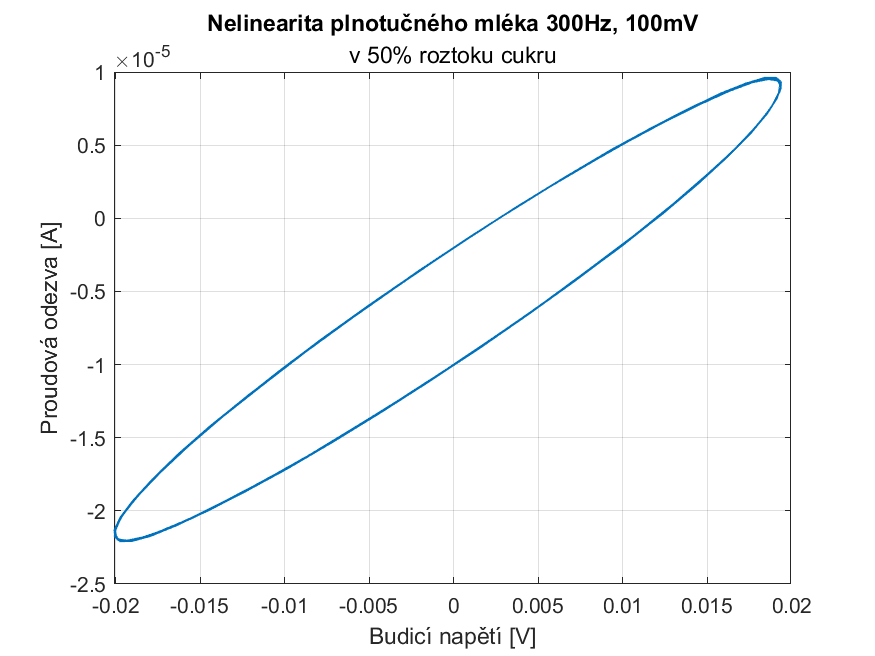 Nelinearita plnotučného mléka 300Hz, 100mV
v 50% roztoku cukru
×10-5
1
0.5
0
-0.5
-1
-1.5
-2
-2.5
Proudová odezva [A]
-0.02 -0.015 -0.01 -0.005 0 0.005 0.01 0.015 0.02
Budicí napětí [V]